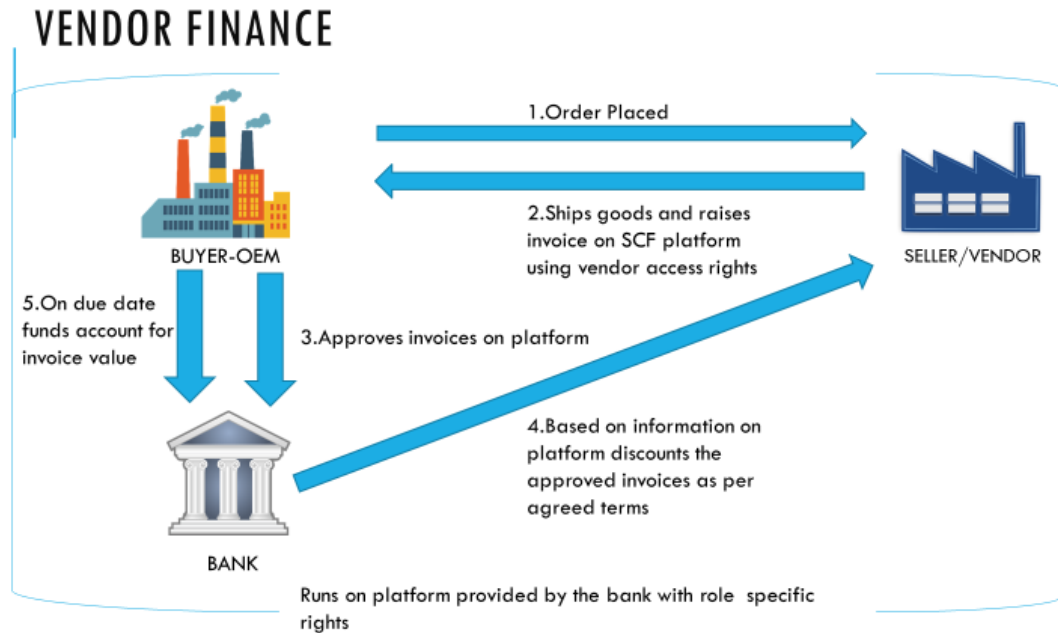 VENDOR FINANCE
1.Order Placed
2.Ships goods and raises
invoice on SCF platform
using vendor access rights
BUYER-OEM
SELLER/VENDOR
5.On due date
funds account for
invoice value
3.Approves invoices on platform
4.Based on information on
platform discounts the
approved invoices as per
agreed terms
BANK
Runs on platform provided by the bank with role specific
rights